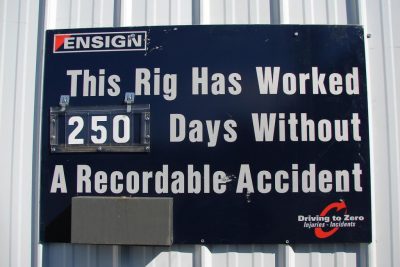 ENSIGN
This Rig Has Worked
250 Days Without
A Recordable Accident
Driving to Zero
Injuries - Incidents